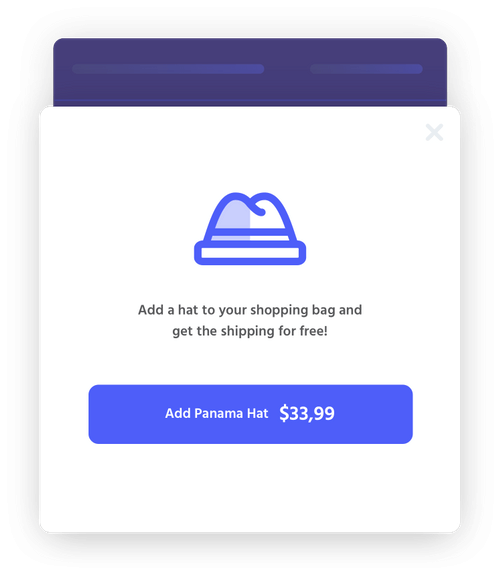 Add a hat to your shopping bag and
get the shipping for free!
Add Panama Hat $33,99